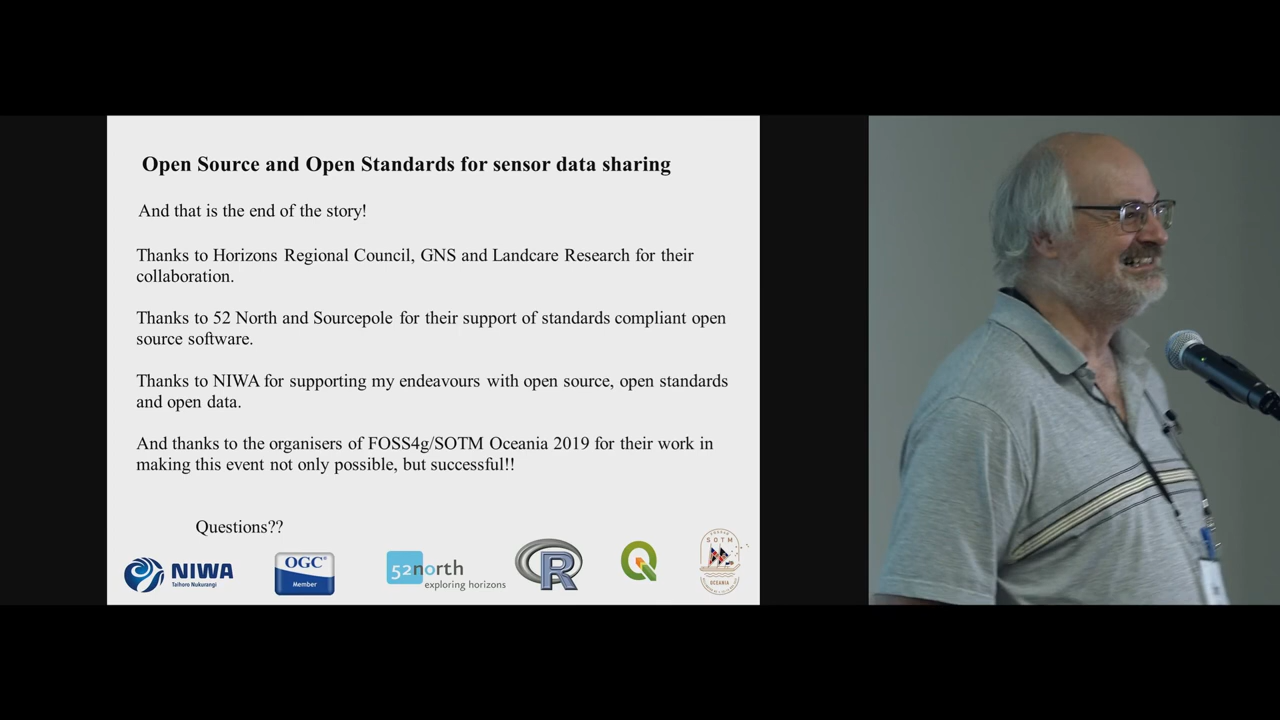 Open Source and Open Standards for sensor data sharing
And that is the end of the story!
Thanks to Horizons Regional Council, GNS and Landcare Research for their
collaboration.
Thanks to 52 North and Sourcepole for their support of standards compliant open
source software.
Thanks to NIWA for supporting my endeavours with open source, open standards
and open data.
And thanks to the organisers of FOSS4g/SOTM Oceania 2019 for their work in
making this event not only possible, but successful!!
Questions??
NIWA
Taihoro Nukurangi
OGC®
Member
52north
exploring horizons
R
Q
SOTM
OCEANIA